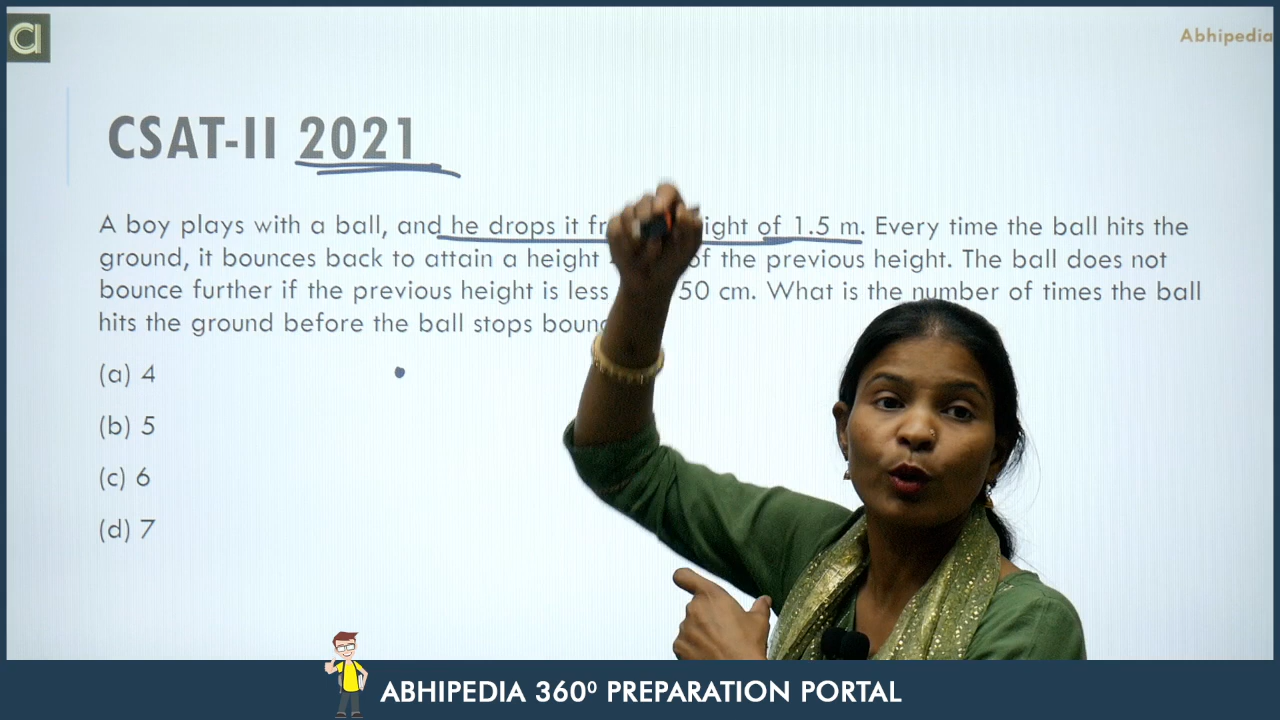 Abhipedia
CSAT-II 2021
A boy plays with a ball, and he drops it of 1.5 m. Every time the ball hits the
ground, it bounces back to attain a height of the previous height. The ball does not
bounce further if the previous height is less 50 cm. What is the number of times the ball
hits the ground before the ball stops
(a) 4
(b) 5
(c) 6
(d) 7
ABHIPEDIA 360⁰ PREPARATION PORTAL